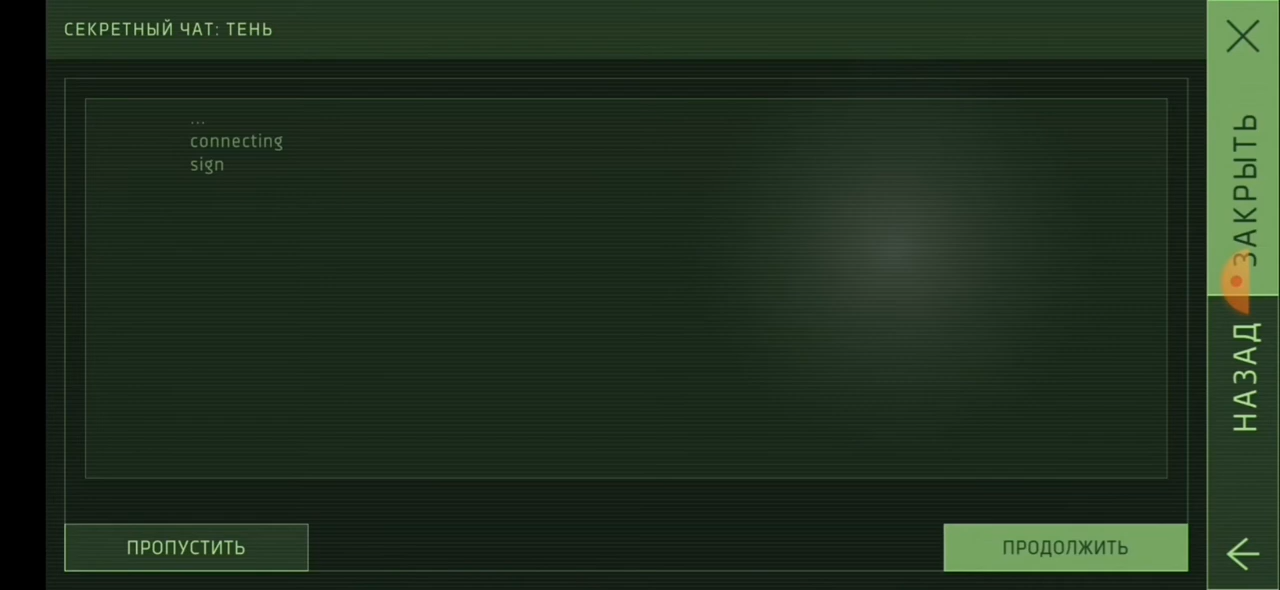 СЕКРЕТНЫЙ ЧАТ: ТЕНЬ
...
connecting
sign
ПРОПУСТИТЬ
ПРОДОЛЖИТЬ
ЗАКРЫТЬ
НАЗАД